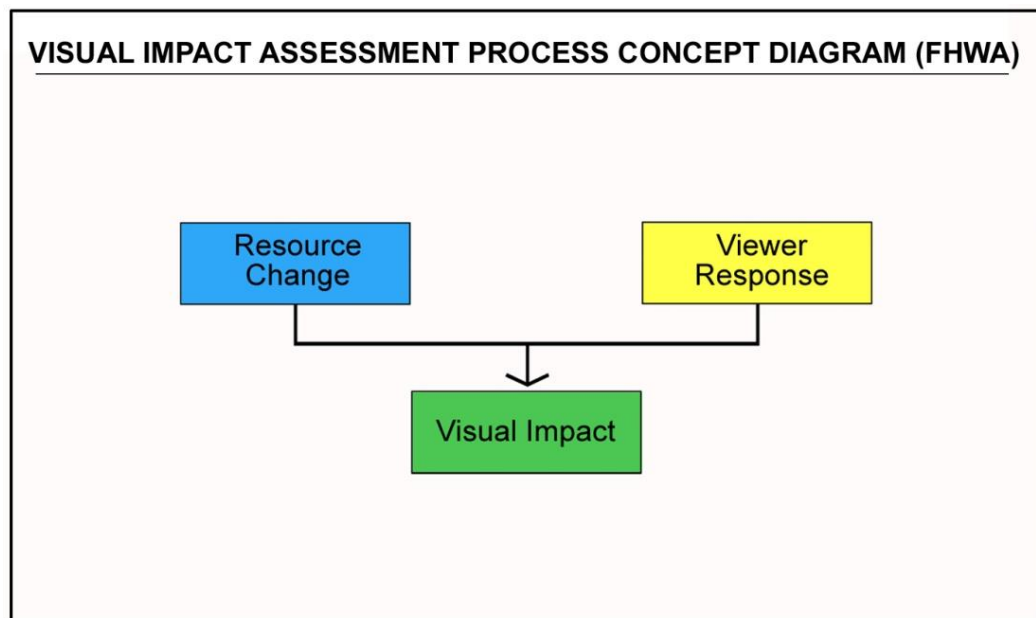 VISUAL IMPACT ASSESSMENT PROCESS CONCEPT DIAGRAM (FHWA)
Resource
Change
Viewer
Response
Visual Impact